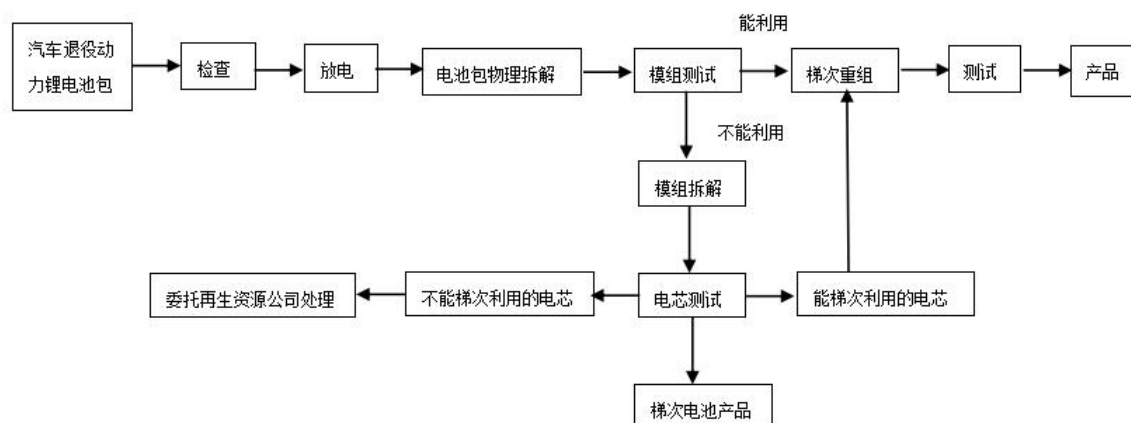 能利用
汽车退役动
力锂电池包
检查
放电
电池包物理拆解
模组测试
梯次重组
测试
产品
不能利用
模组拆解
委托再生资源公司处理
不能梯次利用的电芯
电芯测试
能梯次利用的电芯
梯次电池产品